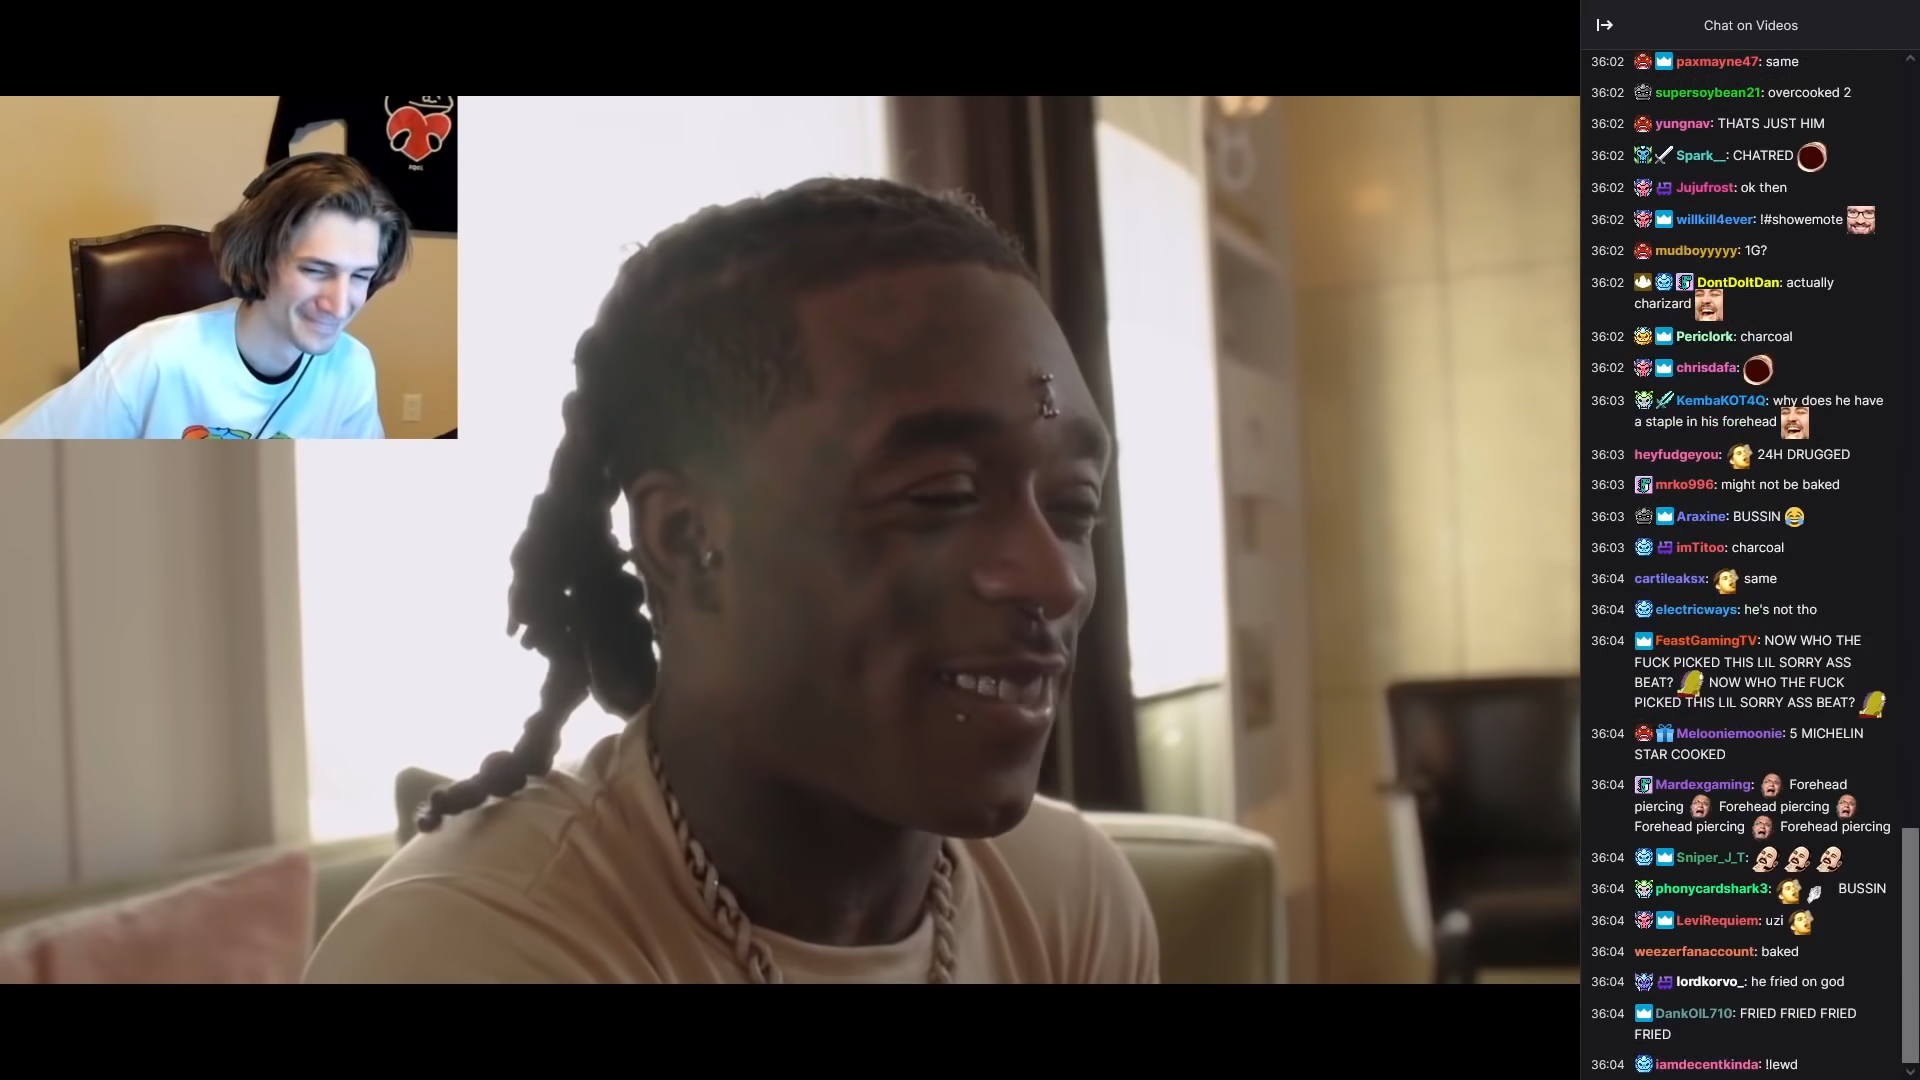 Chat on Videos
36:02 paxmayne47: same
36:02 supersoybean21: overcooked 2
36:02 yungnav: THATS JUST HIM
36:02 Spark__: CHATRED
36:02 Jujufrost: ok then
36:02 willkill4ever: !#showemote
36:02 mudboyyyyy: 1G?
36:02 DontDoItDan: actually
charizard
36:02 Periclork: charcoal
36:02 chrisdafa:
36:03 KembaKOT4Q: why does he have
a staple in his forehead
36:03 heyfudgeyou: 24H DRUGGED
36:03 mrko996: might not be baked
36:03 Araxine: BUSSIN
36:03 imTitoo: charcoal
36:04 cartileaksx: same
36:04 electricways: he's not tho
36:04 FeastGamingTV: NOW WHO THE
FUCK PICKED THIS LIL SORRY ASS
BEAT? NOW WHO THE FUCK
PICKED THIS LIL SORRY ASS BEAT?
36:04 Melooniemoonie: 5 MICHELIN
STAR COOKED
36:04 Mardexgaming: Forehead
piercing Forehead piercing
Forehead piercing Forehead piercing
36:04 Sniper_J_T:
36:04 phonycardshark3: BUSSIN
36:04 LeviRequiem: uzi
36:04 weezerfanaccount: baked
36:04 lordkorvo_: he fried on god
36:04 DankOIL710: FRIED FRIED FRIED
FRIED
36:04 iamdecentkinda: !lewd